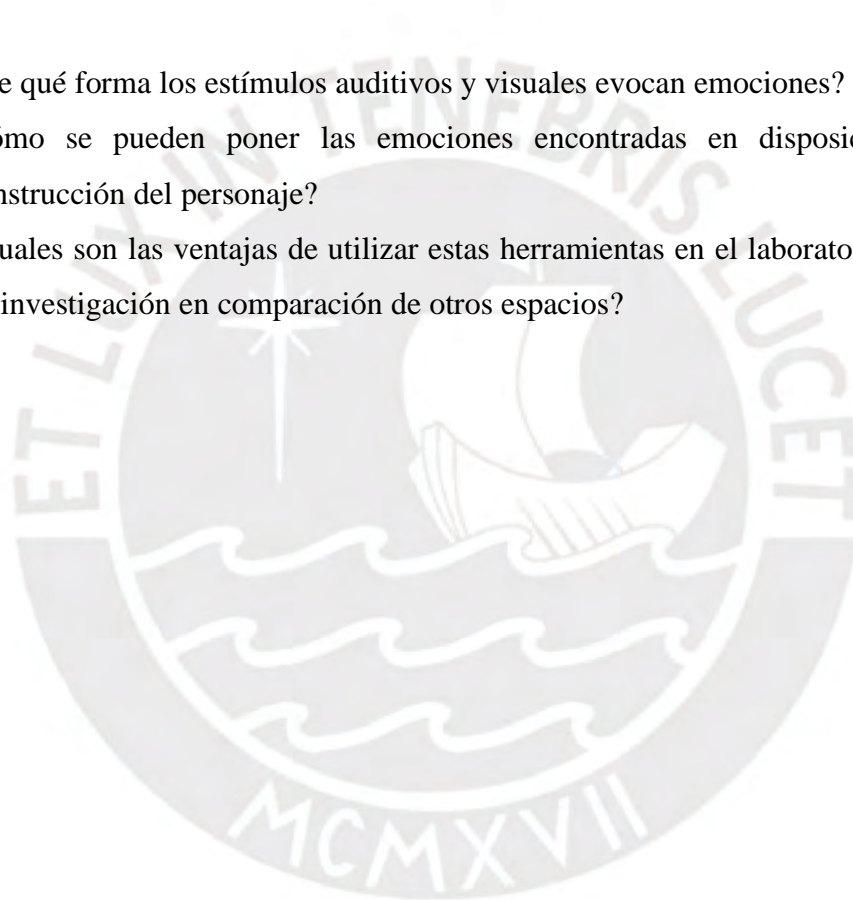 e qué forma los estímulos auditivos y visuales evocan emociones?
mo se pueden poner las emociones encontradas en disposic
nstrucción del personaje?
uales son las ventajas de utilizar estas herramientas en el laborato
investigación en comparación de otros espacios?
ET LUX IN TENEBRIS LUCET
MCMXVII